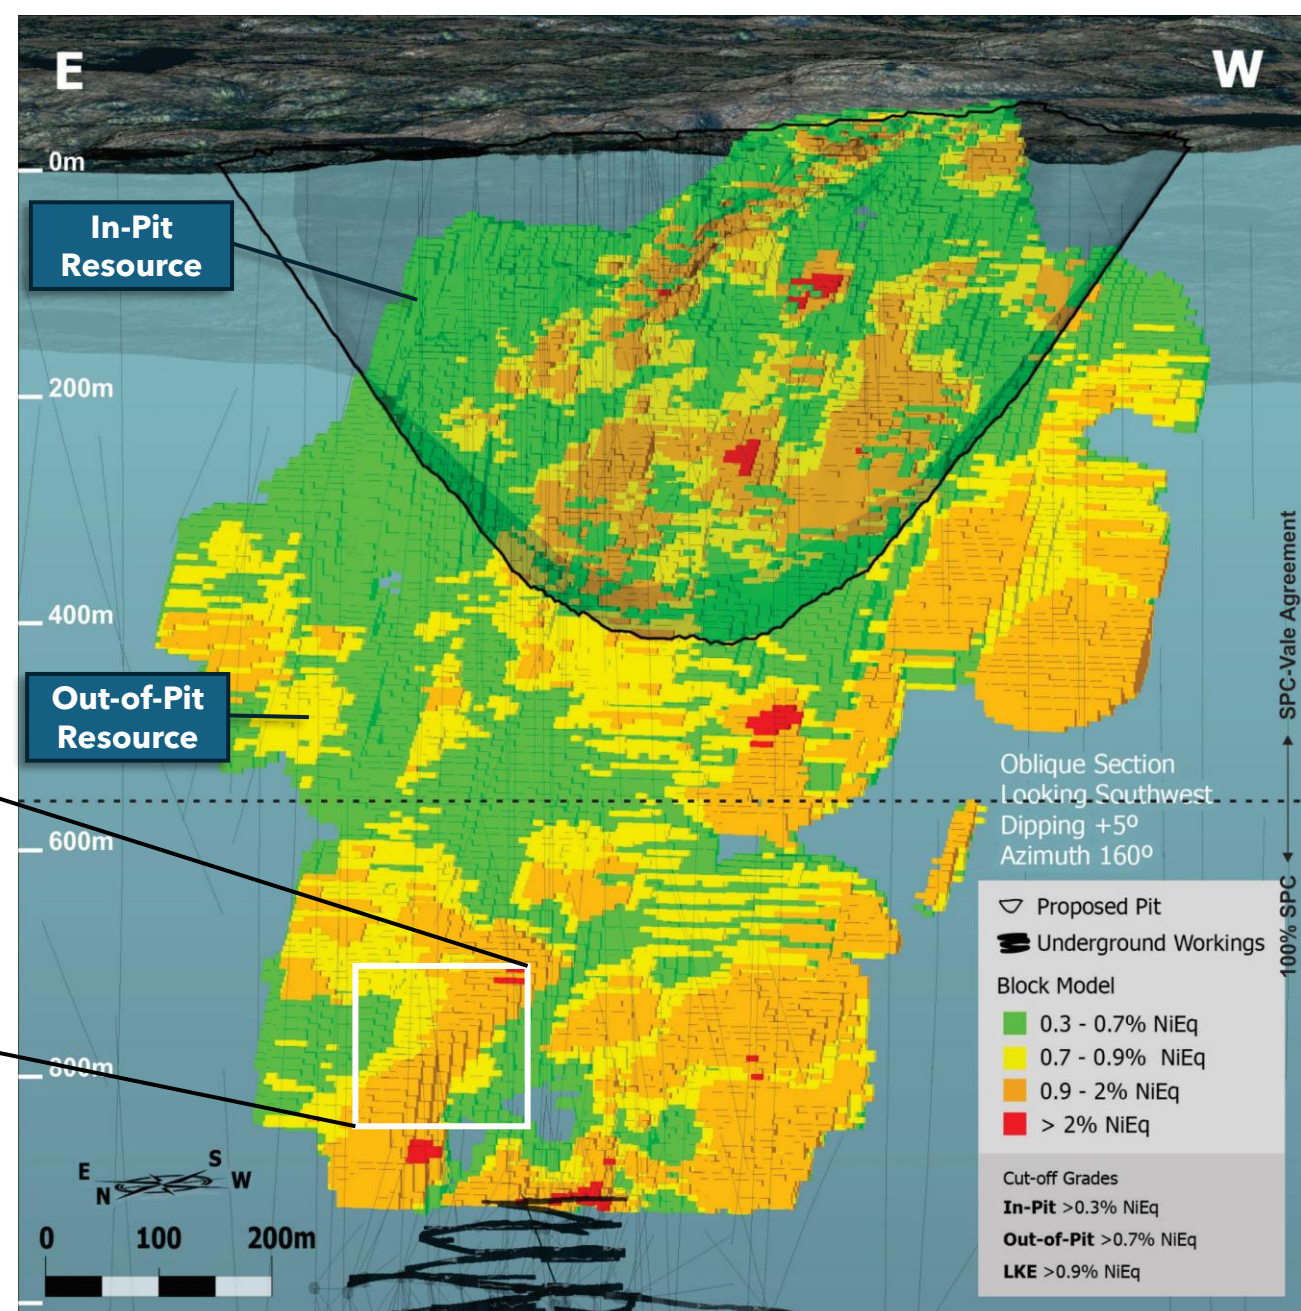 E
W
0m
In-Pit
Resource
200m
400m
Out-of-Pit
Resource
SPC-Vale Agreement
Oblique Section
Looking Southwest
Dipping +5º
Azimuth 160º
600m
100% SPC
Proposed Pit
Underground Workings
Block Model
0.3 - 0.7% NiEq
0.7 - 0.9% NiEq
0.9 - 2% NiEq
> 2% NiEq
800m
Cut-off Grades
In-Pit >0.3% NiEq
Out-of-Pit >0.7% NiEq
LKE >0.9% NiEq
E
S
N
W
0 100 200m